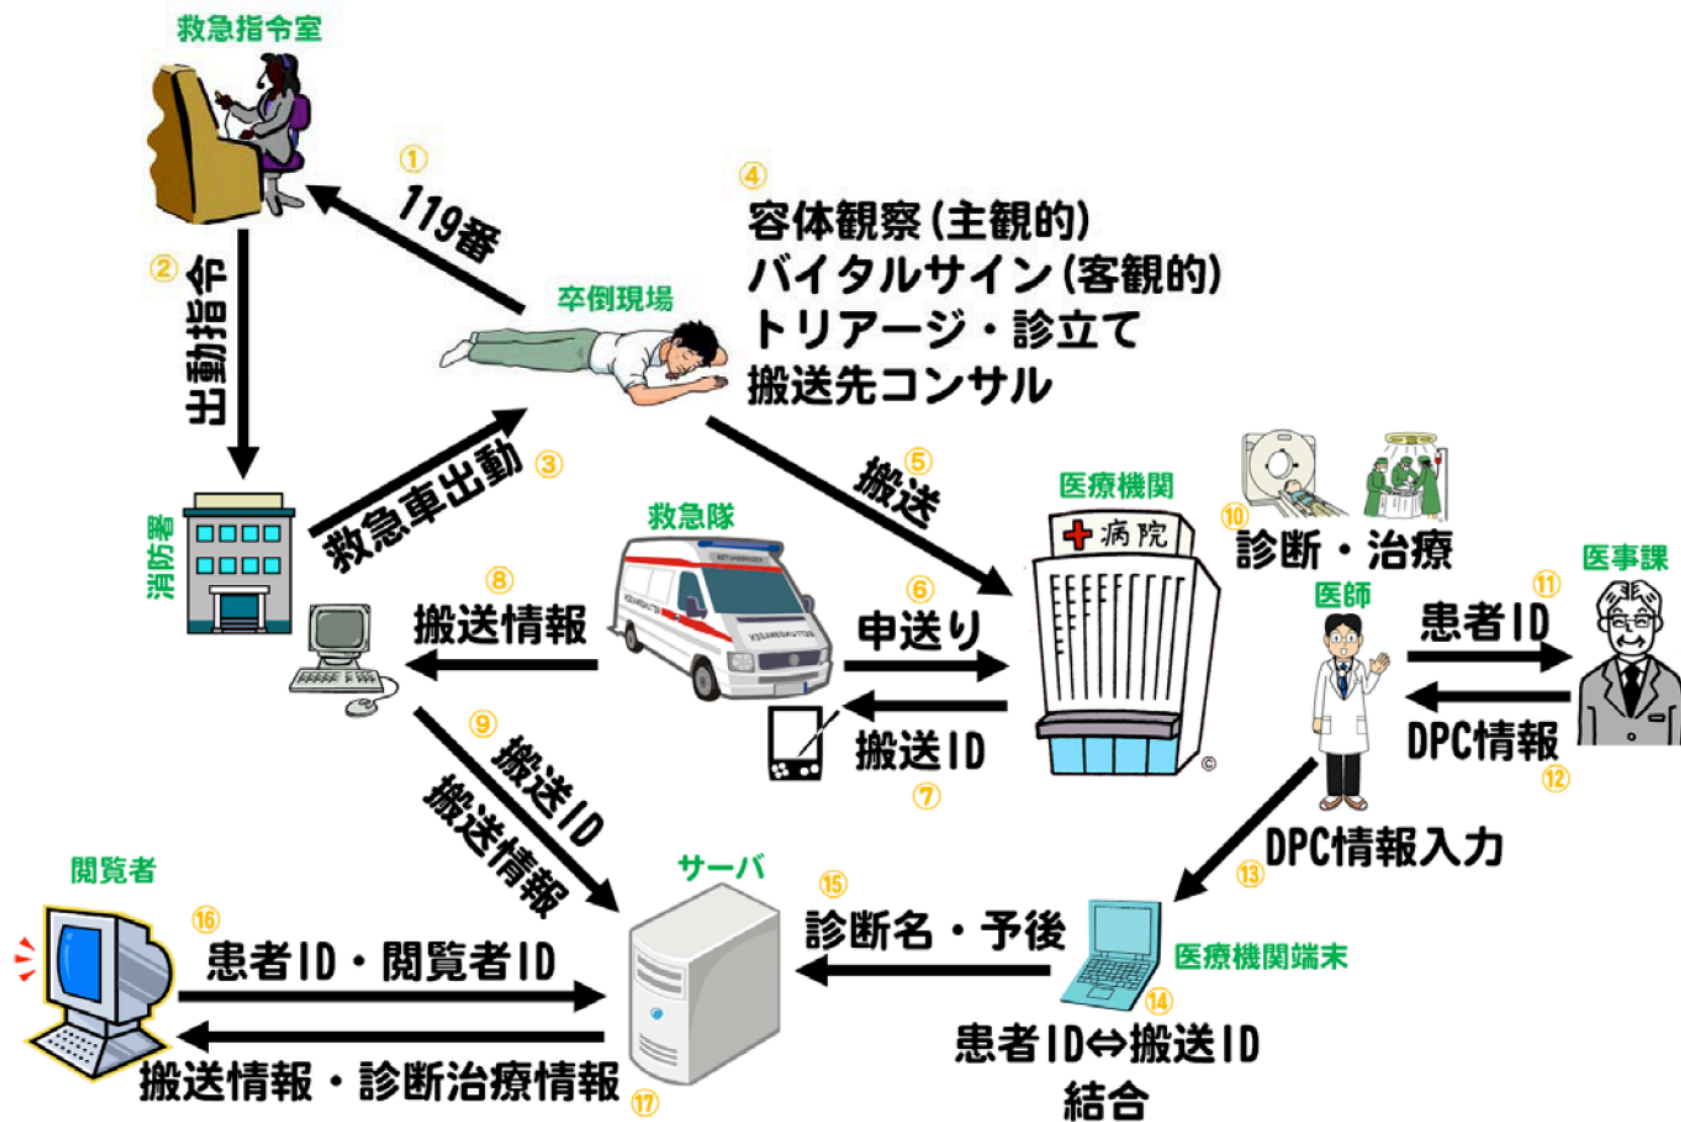 救急指令室
①
119番
②
出動指令
卒倒現場
④
容体観察(主観的)
バイタルサイン(客観的)
トリアージ・診立て
搬送先コンサル
消防署
救急車出動
③
⑤
搬送
救急隊
医療機関
病院
⑩
診断・治療
医師
医事課
⑧
搬送情報
⑥
申送り
搬送ID
⑦
⑪
患者ID
DPC情報
⑫
©
⑨
搬送ID
搬送情報
DPC情報入力
⑬
閲覧者
サーバ
⑮
診断名・予後
医療機関端末
⑭
患者ID⇔搬送ID
結合
⑯
患者ID・閲覧者ID
搬送情報・診断治療情報
⑰